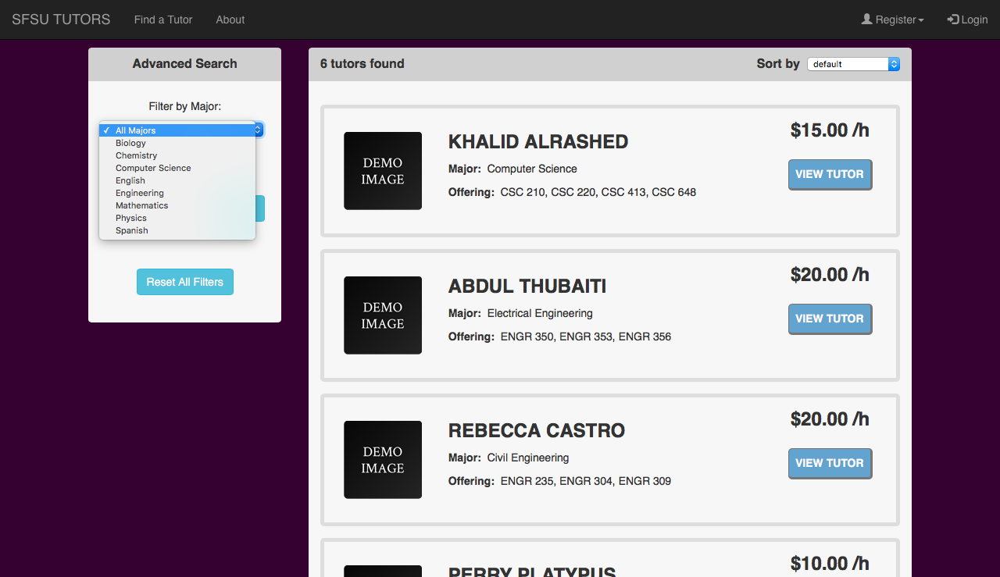 SFSU TUTORS Find a Tutor About Register Login
Advanced Search
Filter by Major:
✓ All Majors
Biology
Chemistry
Computer Science
English
Engineering
Mathematics
Physics
Spanish
Reset All Filters
6 tutors found Sort by default
DEMO
IMAGE
KHALID ALRASHED
Major: Computer Science
Offering: CSC 210, CSC 220, CSC 413, CSC 648
$15.00 /h
VIEW TUTOR
DEMO
IMAGE
ABDUL THUBAITI
Major: Electrical Engineering
Offering: ENGR 350, ENGR 353, ENGR 356
$20.00 /h
VIEW TUTOR
DEMO
IMAGE
REBECCA CASTRO
Major: Civil Engineering
Offering: ENGR 235, ENGR 304, ENGR 309
$20.00 /h
VIEW TUTOR
PERRY PLATYPUS
$10.00 /h